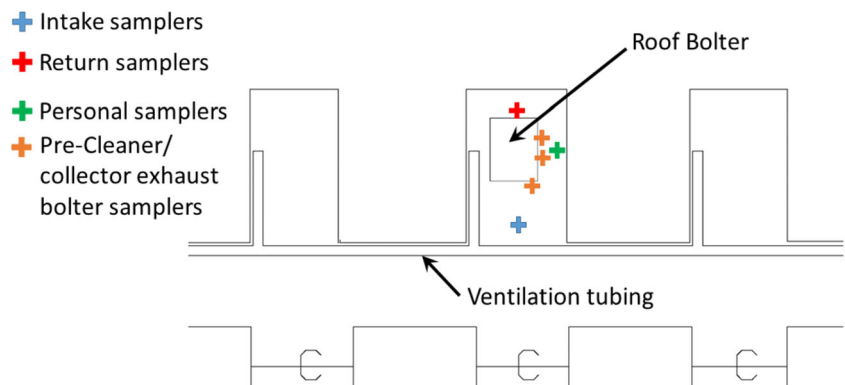 Intake samplers
Return samplers
Personal samplers
Pre-Cleaner/
collector exhaust
bolter samplers
Roof Bolter
Ventilation tubing